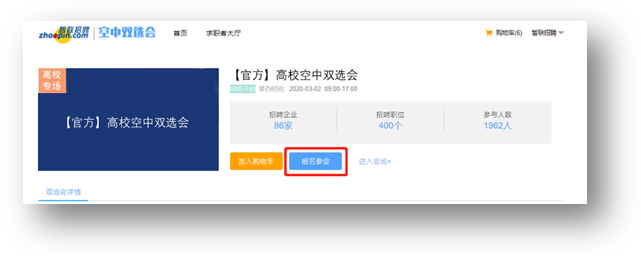 智联招聘
zhaopin.com
空中双选会 首页 求职者大厅 购物车(6) 智联招聘
高校
专场
【官方】高校空中双选会
【官方】高校空中双选会
举办时间: 2020-03-02 09:00-17:00
招聘企业 招聘职位 参与人数
86家 400个 1962人
加入购物车 报名参会 进入会场>
双选会详情